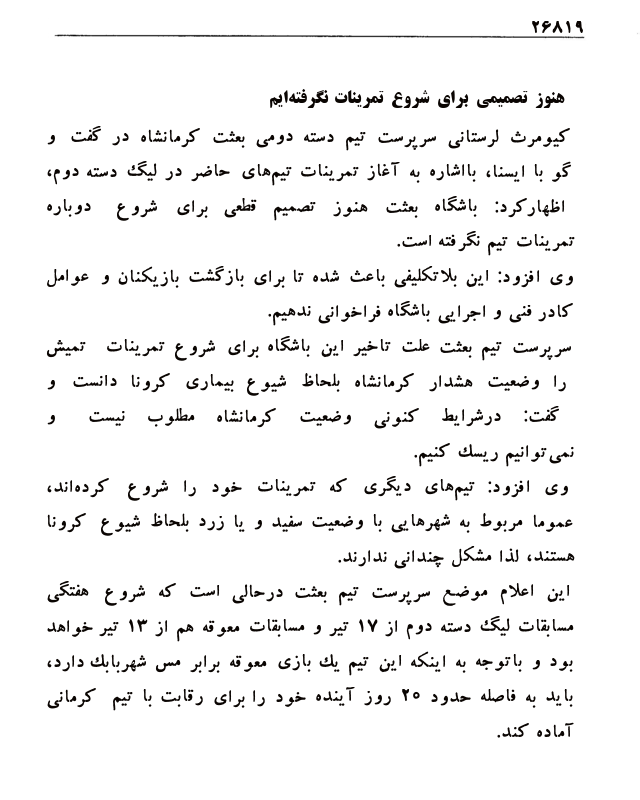 ۲۶۸۱۹
هنوز تصمیمی برای شروع تمرینات نگرفته‌ایم
کیومرث لرستانی سرپرست تیم دسته دومی بعثت کرمانشاه در گفت و
گو با ایسنا، بااشاره به آغاز تمرینات تیم‌های حاضر در لیگ دسته دوم،
اظهارکرد: باشگاه بعثت هنوز تصمیم قطعی برای شروع دوباره
تمرینات تیم نگرفته است.
وی افزود: این بلاتکلیفی باعث شده تا برای بازگشت بازیکنان و عوامل
کادر فنی و اجرایی باشگاه فراخوانی ندهیم.
سرپرست تیم بعثت علت تاخیر این باشگاه برای شروع تمرینات تمیش
را وضعیت هشدار کرمانشاه بلحاظ شیوع بیماری کرونا دانست و
گفت: درشرایط کنونی وضعیت کرمانشاه مطلوب نیست و
نمی‌توانیم ریسک کنیم.
وی افزود: تیم‌های دیگری که تمرینات خود را شروع کرده‌اند،
عموما مربوط به شهرهایی با وضعیت سفید و یا زرد بلحاظ شیوع کرونا
هستند، لذا مشکل چندانی ندارند.
این اعلام موضع سرپرست تیم بعثت درحالی است که شروع هفتگی
مسابقات لیگ دسته دوم از ۱۷ تیر و مسابقات معوقه هم از ۱۳ تیر خواهد
بود و باتوجه به اینکه این تیم یک بازی معوقه برابر مس شهربابک دارد،
باید به فاصله حدود ۲۵ روز آینده خود را برای رقابت با تیم کرمانی
آماده کند.